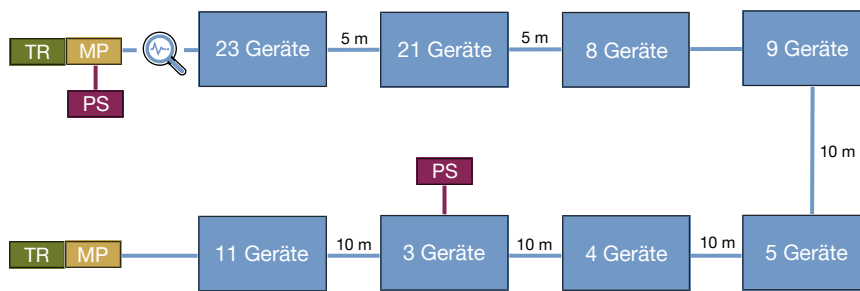 TR MP 23 Geräte 5 m 21 Geräte 5 m 8 Geräte 9 Geräte
PS
10 m
PS
TR MP 11 Geräte 10 m 3 Geräte 10 m 4 Geräte 10 m 5 Geräte